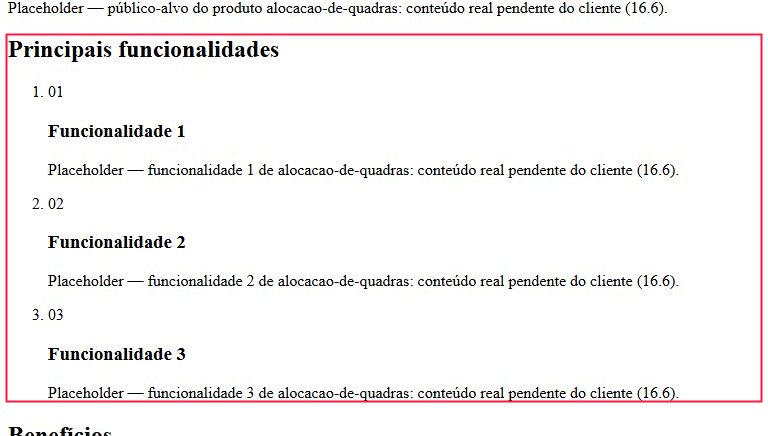 Placeholder — público-alvo do produto alocacao-de-quadras: conteúdo real pendente do cliente (16.6).
Principais funcionalidades
1. 01
Funcionalidade 1
Placeholder — funcionalidade 1 de alocacao-de-quadras: conteúdo real pendente do cliente (16.6).
2. 02
Funcionalidade 2
Placeholder — funcionalidade 2 de alocacao-de-quadras: conteúdo real pendente do cliente (16.6).
3. 03
Funcionalidade 3
Placeholder — funcionalidade 3 de alocacao-de-quadras: conteúdo real pendente do cliente (16.6).
Benefícios